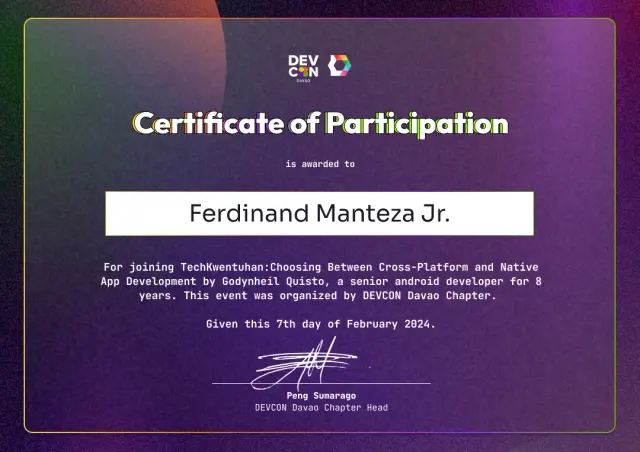 DEV
CON
DAVAO
Certificate of Participation
is awarded to
Ferdinand Manteza Jr.
For joining TechKwentuhan:Choosing Between Cross-Platform and Native
App Development by Godynheil Quisto, a senior android developer for 8
years. This event was organized by DEVCON Davao Chapter.
Given this 7th day of February 2024.
Peng Sumarago
DEVCON Davao Chapter Head